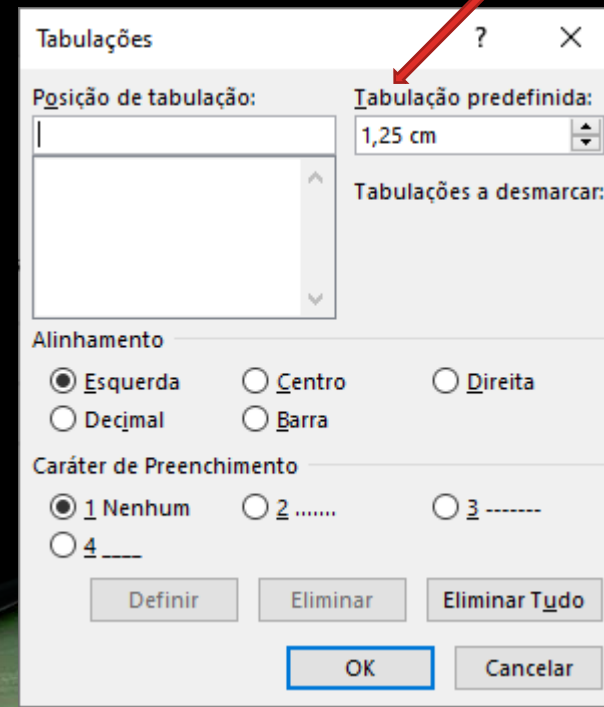 Tabulações ?
Posição de tabulação:
Tabulação predefinida:
1,25 cm
Tabulações a desmarcar:
Alinhamento
Esquerda Centro Direita
Decimal Barra
Caráter de Preenchimento
1 Nenhum 2 ....... 3 -------
4 ____
Definir Eliminar Eliminar Tudo
OK Cancelar